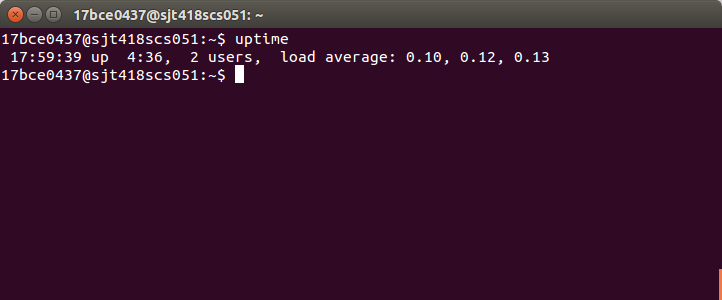 17bce0437@sjt418scs051: ~
17bce0437@sjt418scs051:~$ uptime
 17:59:39 up  4:36,  2 users,  load average: 0.10, 0.12, 0.13
17bce0437@sjt418scs051:~$